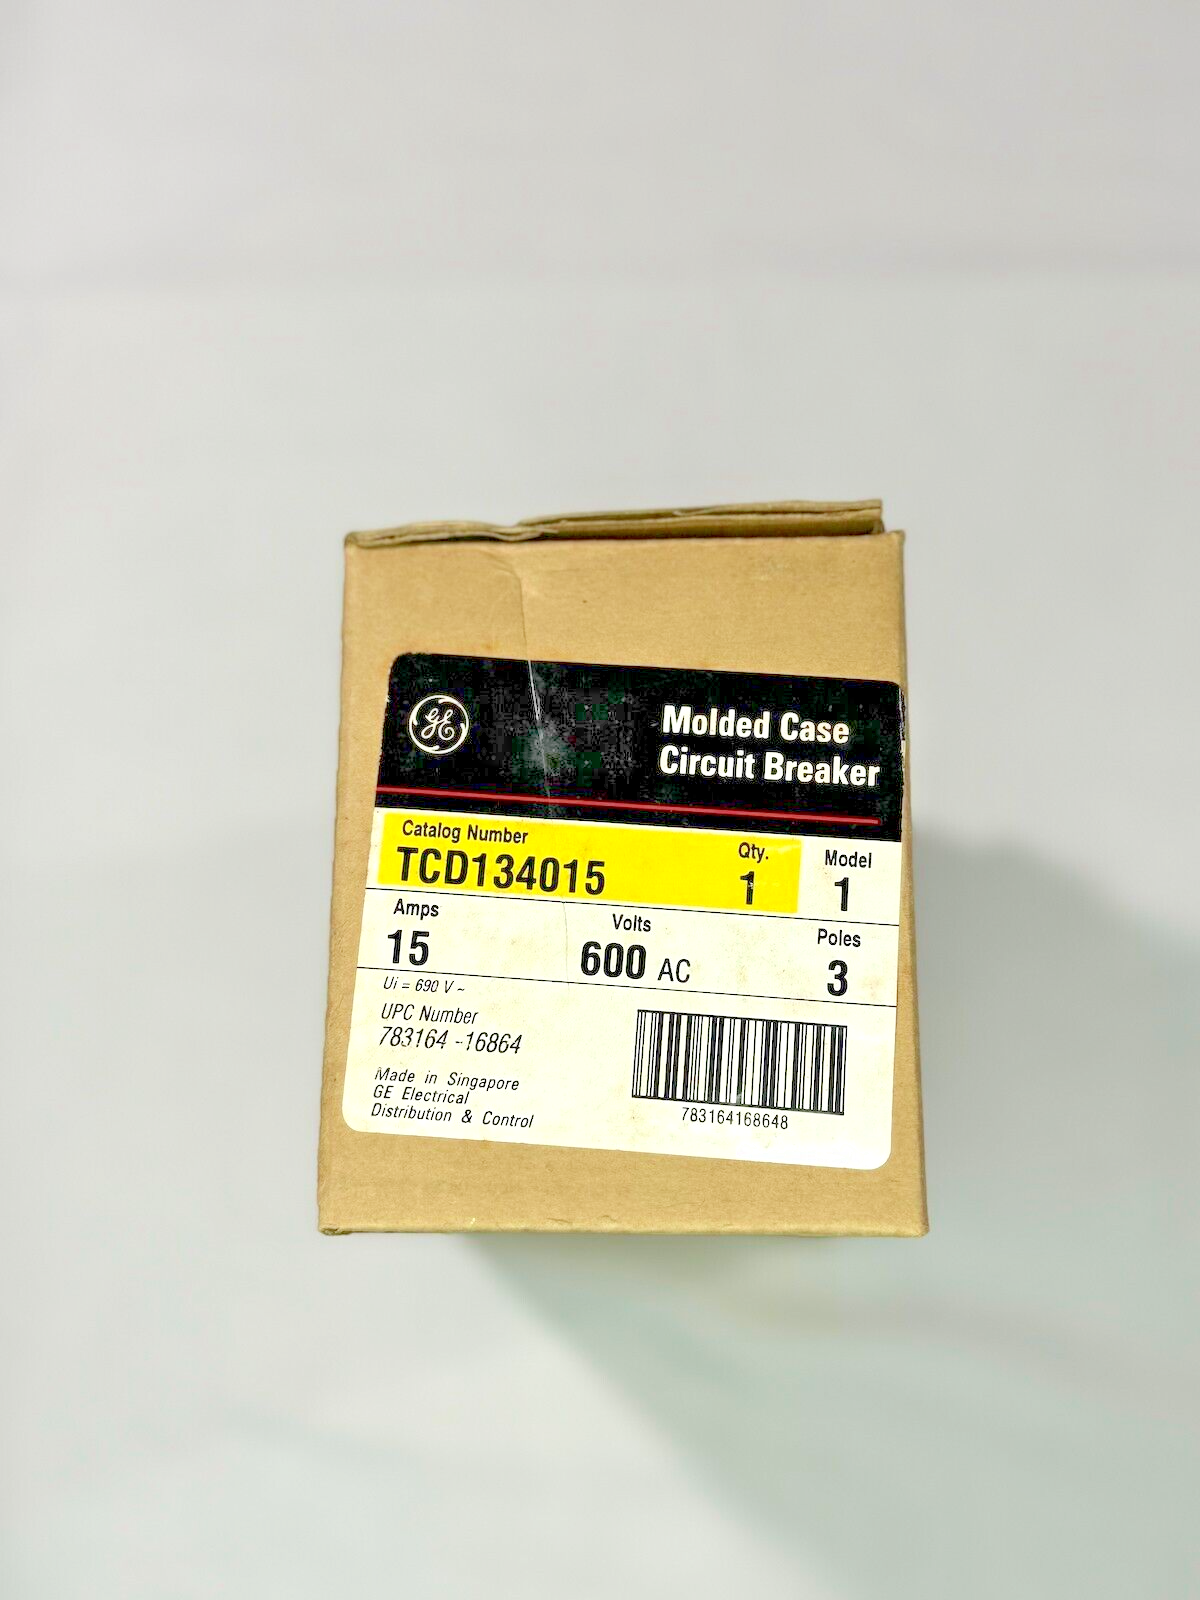 GE
Molded Case
Circuit Breaker
Catalog Number Qty. Model
TCD134015 1 1
Amps Volts Poles
15 600 AC 3
Ui = 690 V ~
UPC Number
783164 -16864
Made in Singapore
GE Electrical
Distribution & Control
783164168648